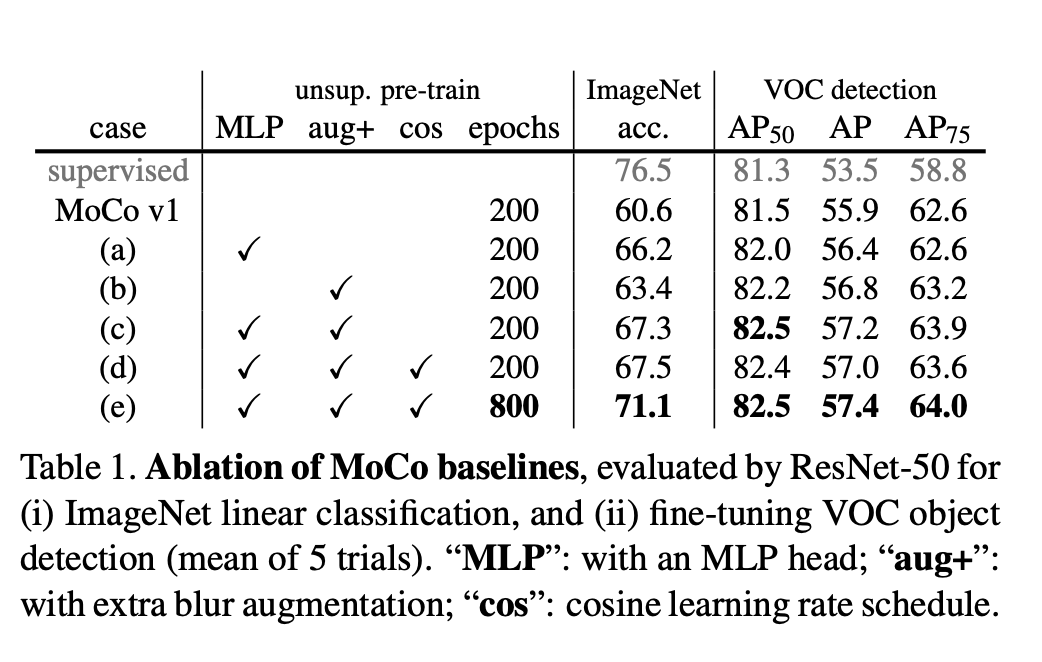 unsup. pre-train ImageNet VOC detection
case MLP aug+ cos epochs acc. AP50 AP AP75
supervised 76.5 81.3 53.5 58.8
MoCo v1 200 60.6 81.5 55.9 62.6
(a) ✓ 200 66.2 82.0 56.4 62.6
(b) ✓ 200 63.4 82.2 56.8 63.2
(c) ✓ ✓ 200 67.3 82.5 57.2 63.9
(d) ✓ ✓ ✓ 200 67.5 82.4 57.0 63.6
(e) ✓ ✓ ✓ 800 71.1 82.5 57.4 64.0
Table 1. Ablation of MoCo baselines, evaluated by ResNet-50 for
(i) ImageNet linear classification, and (ii) fine-tuning VOC object
detection (mean of 5 trials). “MLP”: with an MLP head; “aug+”:
with extra blur augmentation; “cos”: cosine learning rate schedule.